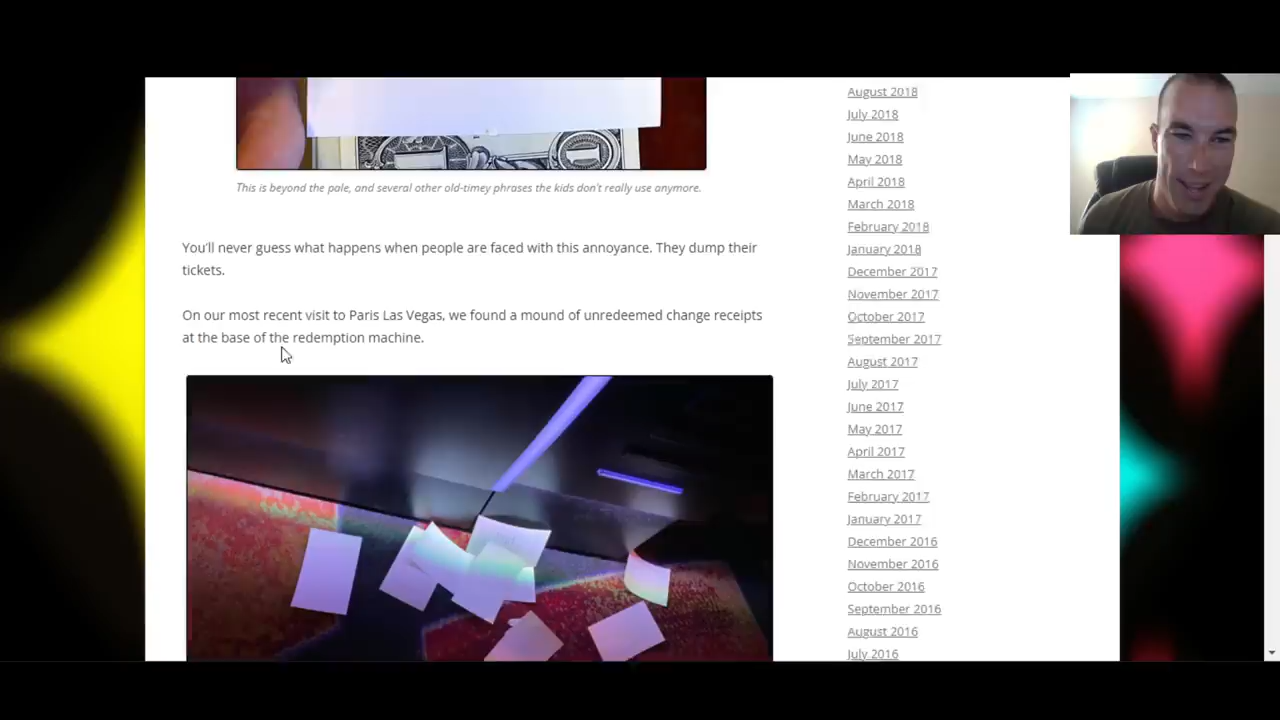 This is beyond the pale, and several other old-timey phrases the kids don't really use anymore.
You'll never guess what happens when people are faced with this annoyance. They dump their
tickets.
On our most recent visit to Paris Las Vegas, we found a mound of unredeemed change receipts
at the base of the redemption machine.
August 2018
July 2018
June 2018
May 2018
April 2018
March 2018
February 2018
January 2018
December 2017
November 2017
October 2017
September 2017
August 2017
July 2017
June 2017
May 2017
April 2017
March 2017
February 2017
January 2017
December 2016
November 2016
October 2016
September 2016
August 2016
July 2016